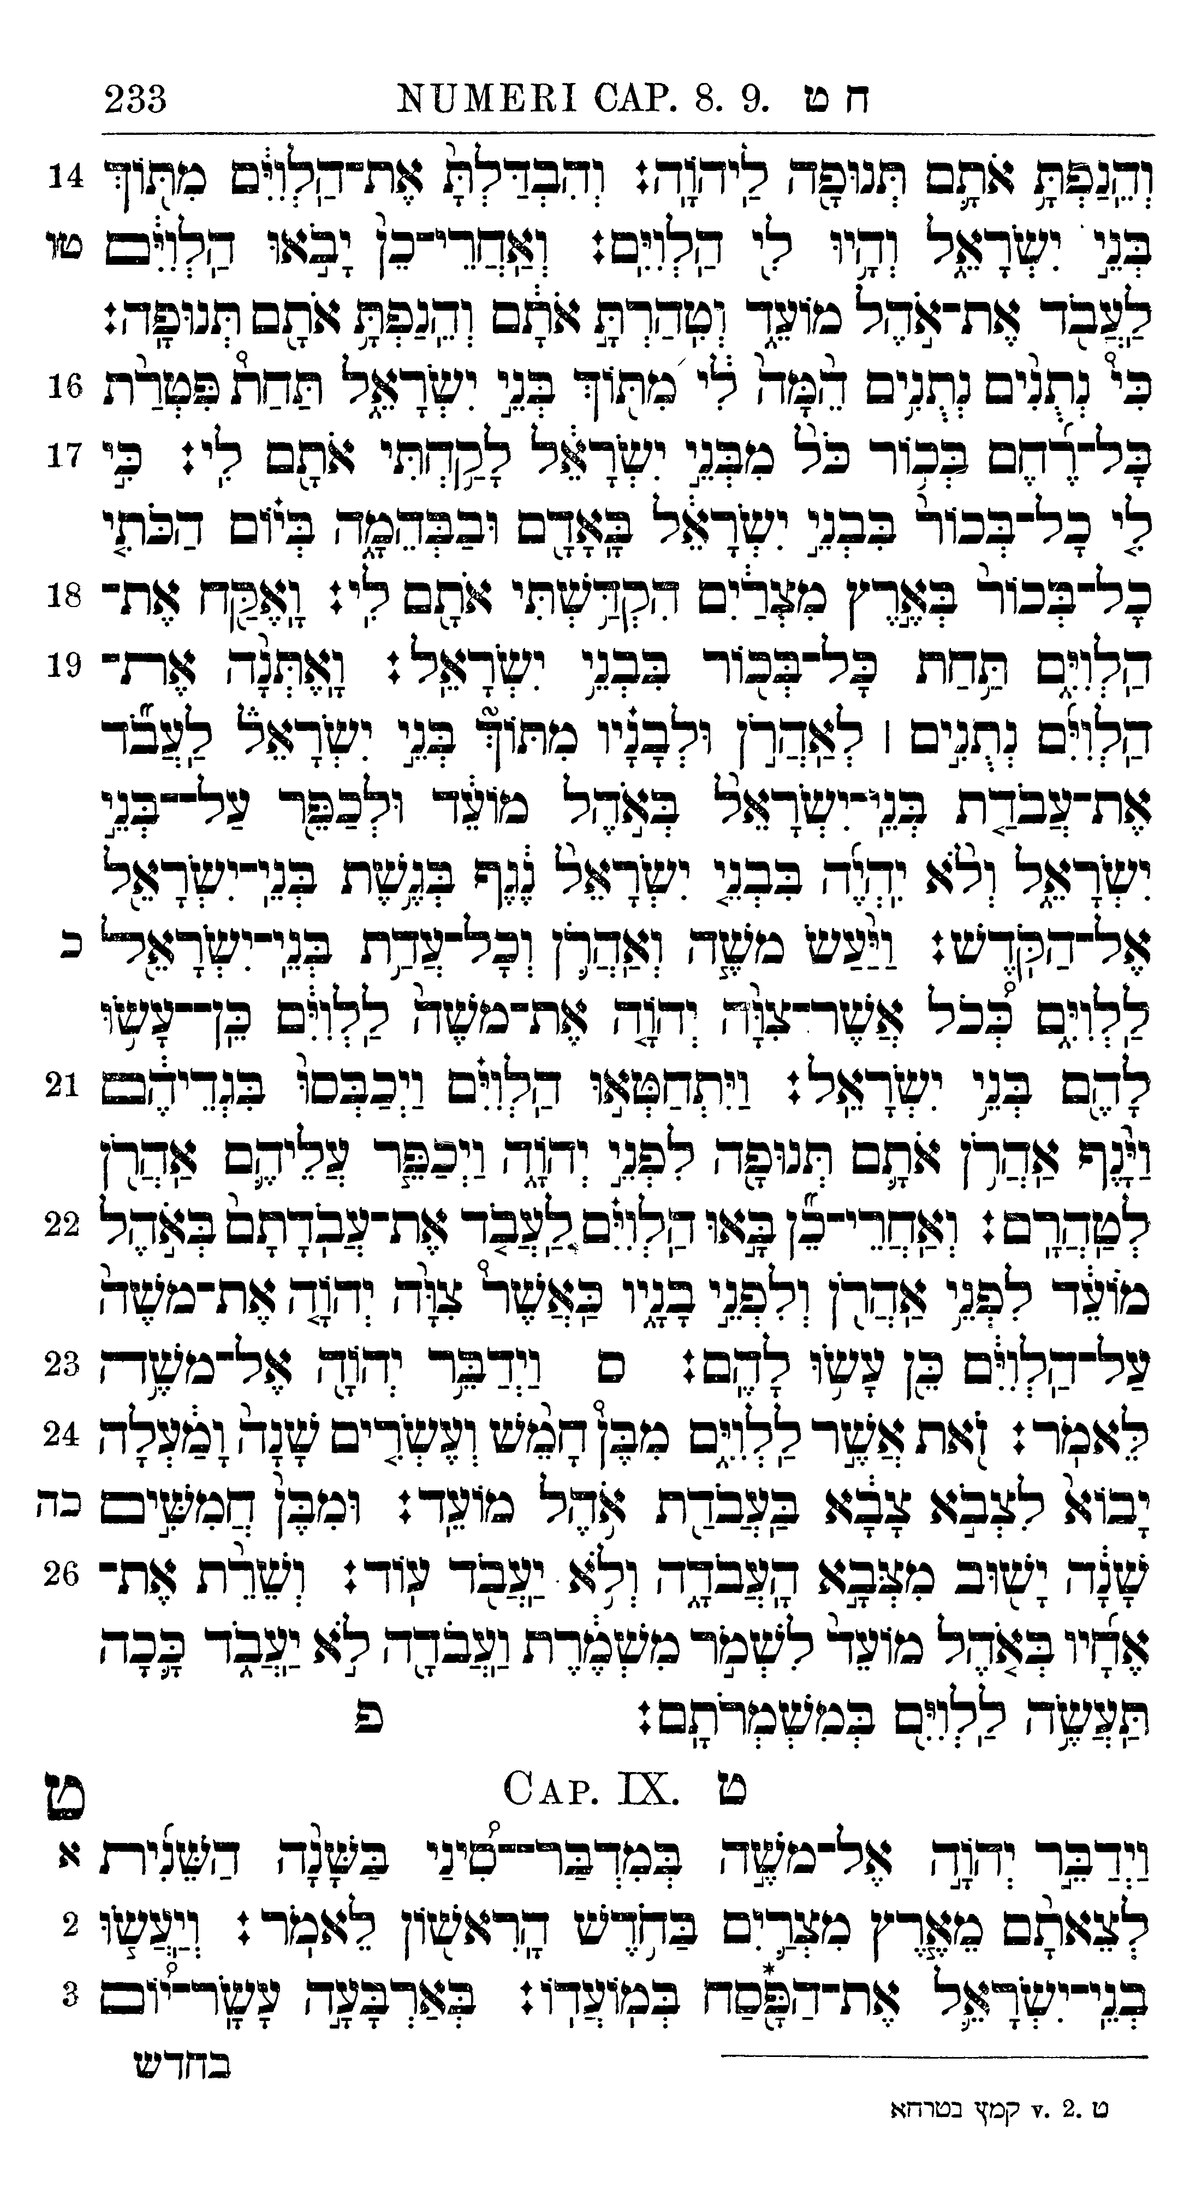 233 NUMERI CAP. 8. 9. ח ט
14 וְהֵנַפְתָּ֥ אֹתָ֛ם תְּנוּפָ֖ה לַֽיהוָֹֽה׃ וְהִבְדַּלְתָּ֙ אֶת־הַֽלְוִיִּ֔ם מִתּ֖וֹךְ
טו בְּנֵ֣י יִשְׂרָאֵ֑ל וְהָ֥יוּ לִ֖י הַֽלְוִיִּֽם׃ וְאַֽחֲרֵי־כֵן֙ יָבֹ֣אוּ הַֽלְוִיִּ֔ם
לַֽעֲבֹ֖ד אֶת־אֹ֣הֶל מוֹעֵ֑ד וְטִֽהַרְתָּ֣ אֹתָ֔ם וְהֵֽנַפְתָּ֥ אֹתָ֖ם תְּנוּפָֽה׃
16 כִּי֩ נְתֻנִ֨ים נְתֻנִ֥ים הֵ֙מָּה֙ לִ֔י מִתּ֖וֹךְ בְּנֵ֣י יִשְׂרָאֵ֑ל תַּחַת֩ פִּטְרַ֨ת
17 כָּל־רֶ֜חֶם בְּכ֥וֹר כֹּל֙ מִבְּנֵ֣י יִשְׂרָאֵ֔ל לָקַ֥חְתִּי אֹתָ֖ם לִֽי׃ כִּ֣י
לִ֤י כָל־בְּכוֹר֙ בִּבְנֵ֣י יִשְׂרָאֵ֔ל בָּֽאָדָ֖ם וּבַבְּהֵמָ֑ה בְּי֗וֹם הַכֹּתִ֤י
18 כָל־בְּכוֹר֙ בְּאֶ֣רֶץ מִצְרַ֔יִם הִקְדַּ֥שְׁתִּי אֹתָ֖ם לִֽי׃ וָֽאֶקַּ֖ח אֶת־
19 הַֽלְוִיִּ֑ם תַּ֥חַת כָּל־בְּכ֖וֹר בִּבְנֵ֥י יִשְׂרָאֵֽל׃ וָֽאֶתְּנָ֨ה אֶת־
הַֽלְוִיִּ֜ם נְתֻנִ֣ים ׀ לְאַֽהֲרֹ֣ן וּלְבָנָ֗יו מִתּוֹךְ֮ בְּנֵ֣י יִשְׂרָאֵל֒ לַֽעֲבֹ֞ד
אֶת־עֲבֹדַ֤ת בְּנֵֽי־יִשְׂרָאֵל֙ בְּאֹ֣הֶל מוֹעֵ֔ד וּלְכַפֵּ֖ר עַל־בְּנֵ֣י
יִשְׂרָאֵ֑ל וְלֹ֨א יִֽהְיֶ֜ה בִּבְנֵ֤י יִשְׂרָאֵל֙ נֶ֔גֶף בְּגֶ֥שֶׁת בְּנֵֽי־יִשְׂרָאֵ֖ל
כ אֶל־הַקֹּֽדֶשׁ׃ וַיַּ֨עַשׂ מֹשֶׁ֧ה וְאַֽהֲרֹ֛ן וְכָל־עֲדַ֥ת בְּנֵֽי־יִשְׂרָאֵ֖ל
לַֽלְוִיִּ֑ם כְּ֠כֹל אֲשֶׁר־צִוָּ֨ה יְהוָֹ֤ה אֶת־מֹשֶׁה֙ לַֽלְוִיִּ֔ם כֵּֽן־עָשׂ֥וּ
21 לָהֶ֖ם בְּנֵ֥י יִשְׂרָאֵֽל׃ וַיִּֽתְחַטְּא֣וּ הַֽלְוִיִּ֗ם וַֽיְכַבְּסוּ֙ בִּגְדֵיהֶ֔ם
וַיָּ֨נֶף אַֽהֲרֹ֥ן אֹתָ֛ם תְּנוּפָ֖ה לִפְנֵ֣י יְהוָֹ֑ה וַיְכַפֵּ֧ר עֲלֵיהֶ֛ם אַֽהֲרֹ֖ן
22 לְטַֽהֲרָֽם׃ וְאַֽחֲרֵי־כֵ֞ן בָּ֣אוּ הַֽלְוִיִּ֗ם לַֽעֲבֹ֤ד אֶת־עֲבֹֽדָתָם֙ בְּאֹ֣הֶל
מוֹעֵ֔ד לִפְנֵ֥י אַֽהֲרֹ֖ן וְלִפְנֵ֣י בָנָ֑יו כַּֽאֲשֶׁר֩ צִוָּ֨ה יְהוָֹ֤ה אֶת־מֹשֶׁה֙
23 עַל־הַֽלְוִיִּ֔ם כֵּ֖ן עָשׂ֥וּ לָהֶֽם׃ ס וַיְדַבֵּ֥ר יְהוָֹ֖ה אֶל־מֹשֶׁ֥ה
24 לֵּאמֹֽר׃ זֹ֖את אֲשֶׁ֣ר לַֽלְוִיִּ֑ם מִבֶּן֩ חָמֵ֨שׁ וְעֶשְׂרִ֤ים שָׁנָה֙ וָמַ֔עְלָה
כה יָבוֹא֙ לִצְבֹ֣א צָבָ֔א בַּֽעֲבֹדַ֖ת אֹ֥הֶל מוֹעֵֽד׃ וּמִבֶּן֙ חֲמִשִּׁ֣ים
26 שָׁנָ֔ה יָשׁ֖וּב מִצְּבָ֣א הָֽעֲבֹדָ֑ה וְלֹ֥א יַֽעֲבֹ֖ד עֽוֹד׃ וְשֵׁרֵ֨ת אֶת־
אֶחָ֜יו בְּאֹ֤הֶל מוֹעֵד֙ לִשְׁמֹ֣ר מִשְׁמֶ֔רֶת וַֽעֲבֹדָ֖ה לֹ֣א יַֽעֲבֹ֑ד כָּ֛כָה
תַּֽעֲשֶׂ֥ה לַֽלְוִיִּ֖ם בְּמִשְׁמְרֹתָֽם׃ פ
ט CAP. IX. ט
א וַיְדַבֵּ֣ר יְהוָֹ֣ה אֶל־מֹשֶׁ֣ה בְּמִדְבַּר־סִ֠ינַי בַּשָּׁנָ֨ה הַשֵּׁנִ֜ית
2 לְצֵאתָ֨ם מֵאֶ֧רֶץ מִצְרַ֛יִם בַּחֹ֥דֶשׁ הָֽרִאשׁ֖וֹן לֵאמֹֽר׃ וְיַֽעֲשׂ֧וּ
3 בְנֵֽי־יִשְׂרָאֵ֛ל אֶת־הַפָּ֖סַח* בְּמֽוֹעֲדֽוֹ׃ בְּאַרְבָּעָ֣ה עָשָֽׂר־י֠וֹם
בחדש
ט v. 2. קמץ בטרחא